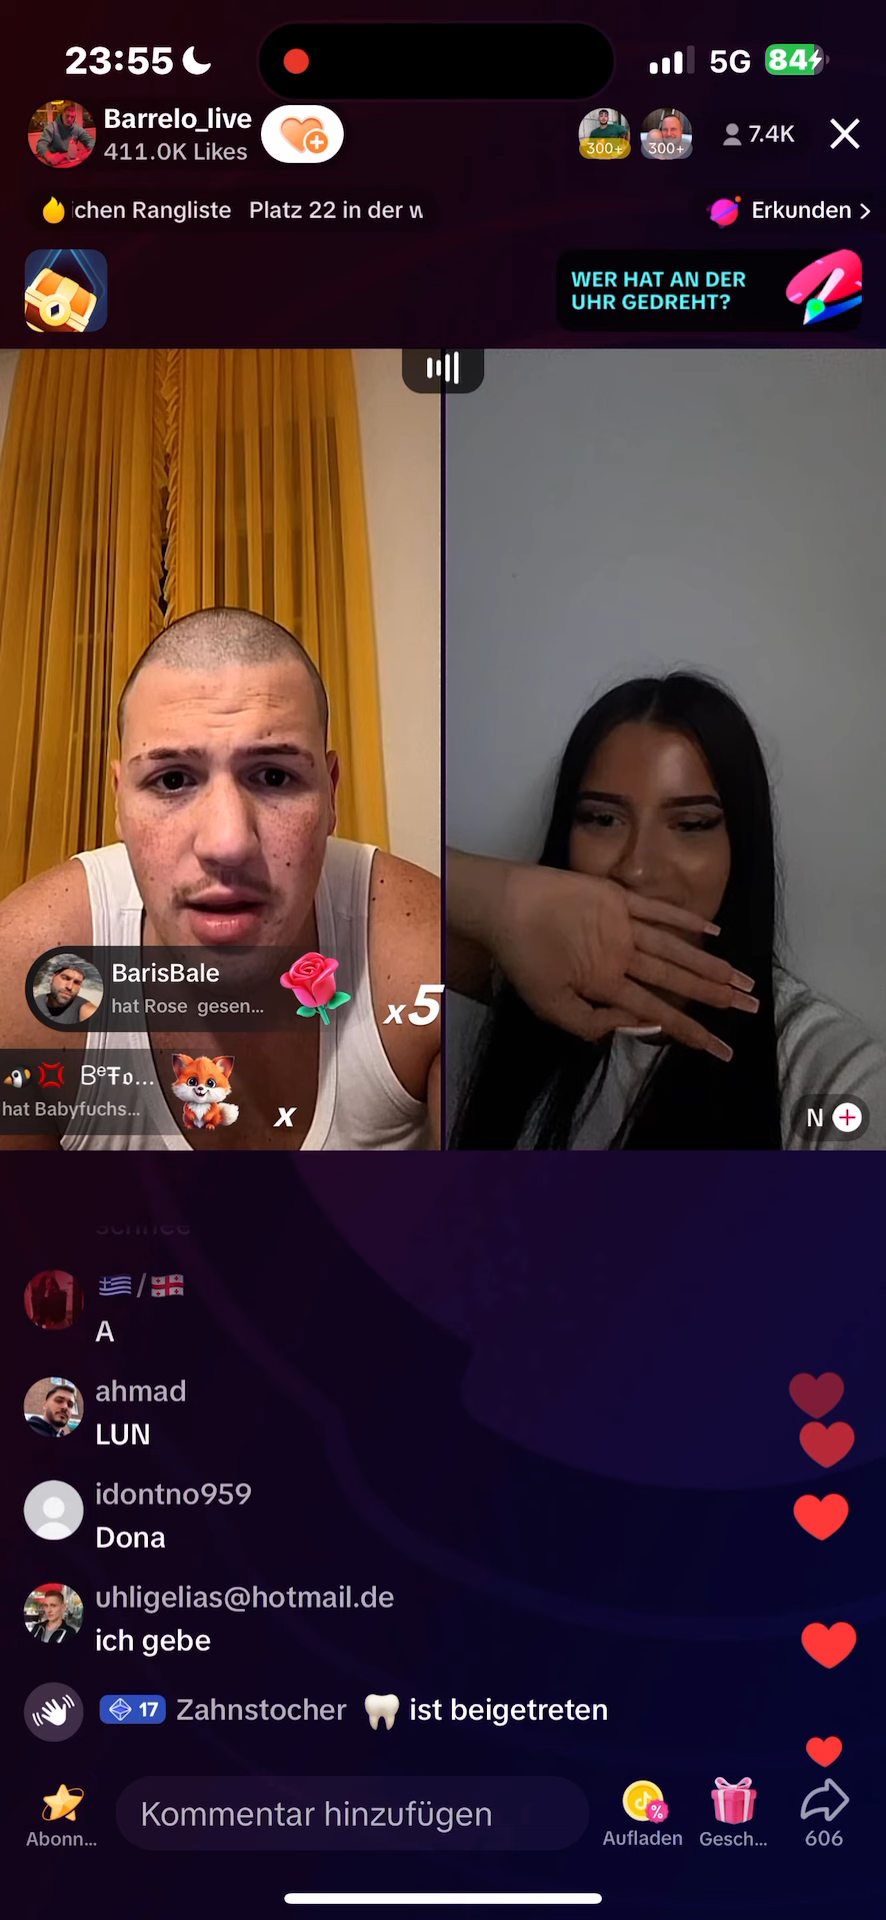 23:55
5G
84
Barrelo_live
411.0K Likes
300+
300+
7.4K
ichen Rangliste Platz 22 in der w
Erkunden >
WER HAT AN DER
UHR GEDREHT?
BarisBale
hat Rose gesen...
x5
BᵉŦo...
hat Babyfuchs...
x
N
A
ahmad
LUN
idontno959
Dona
uhligelias@hotmail.de
ich gebe
17 Zahnstocher 🦷 ist beigetreten
Abonn...
Kommentar hinzufügen
Aufladen
Gesch...
606